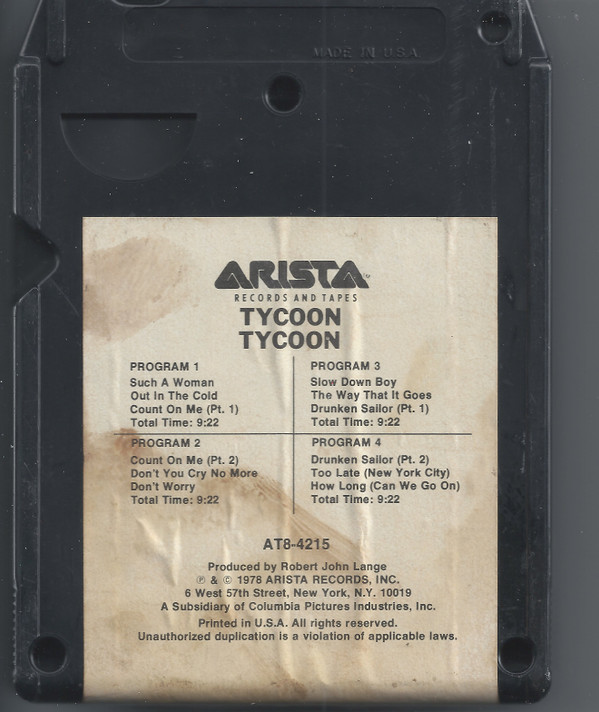 MADE IN U.S.A.
ARISTA™
RECORDS AND TAPES
TYCOON
TYCOON
PROGRAM 1
Such A Woman
Out In The Cold
Count On Me (Pt. 1)
Total Time: 9:22
PROGRAM 2
Count On Me (Pt. 2)
Don't You Cry No More
Don't Worry
Total Time: 9:22
PROGRAM 3
Slow Down Boy
The Way That It Goes
Drunken Sailor (Pt. 1)
Total Time: 9:22
PROGRAM 4
Drunken Sailor (Pt. 2)
Too Late (New York City)
How Long (Can We Go On)
Total Time: 9:22
AT8-4215
Produced by Robert John Lange
℗ & © 1978 ARISTA RECORDS, INC.
6 West 57th Street, New York, N.Y. 10019
A Subsidiary of Columbia Pictures Industries, Inc.
Printed in U.S.A. All rights reserved.
Unauthorized duplication is a violation of applicable laws.